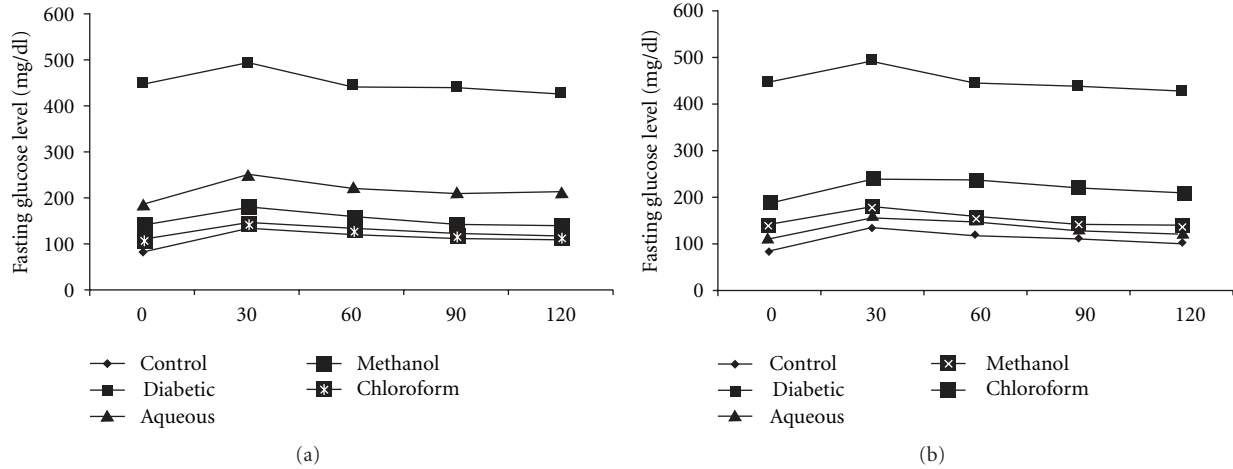 600
500
400
300
200
100
0
Fasting glucose level (mg/dl)
0 30 60 90 120
Control
Diabetic
Aqueous
Methanol
Chloroform
(a)
600
500
400
300
200
100
0
Fasting glucose level (mg/dl)
0 30 60 90 120
Control
Diabetic
Aqueous
Methanol
Chloroform
(b)